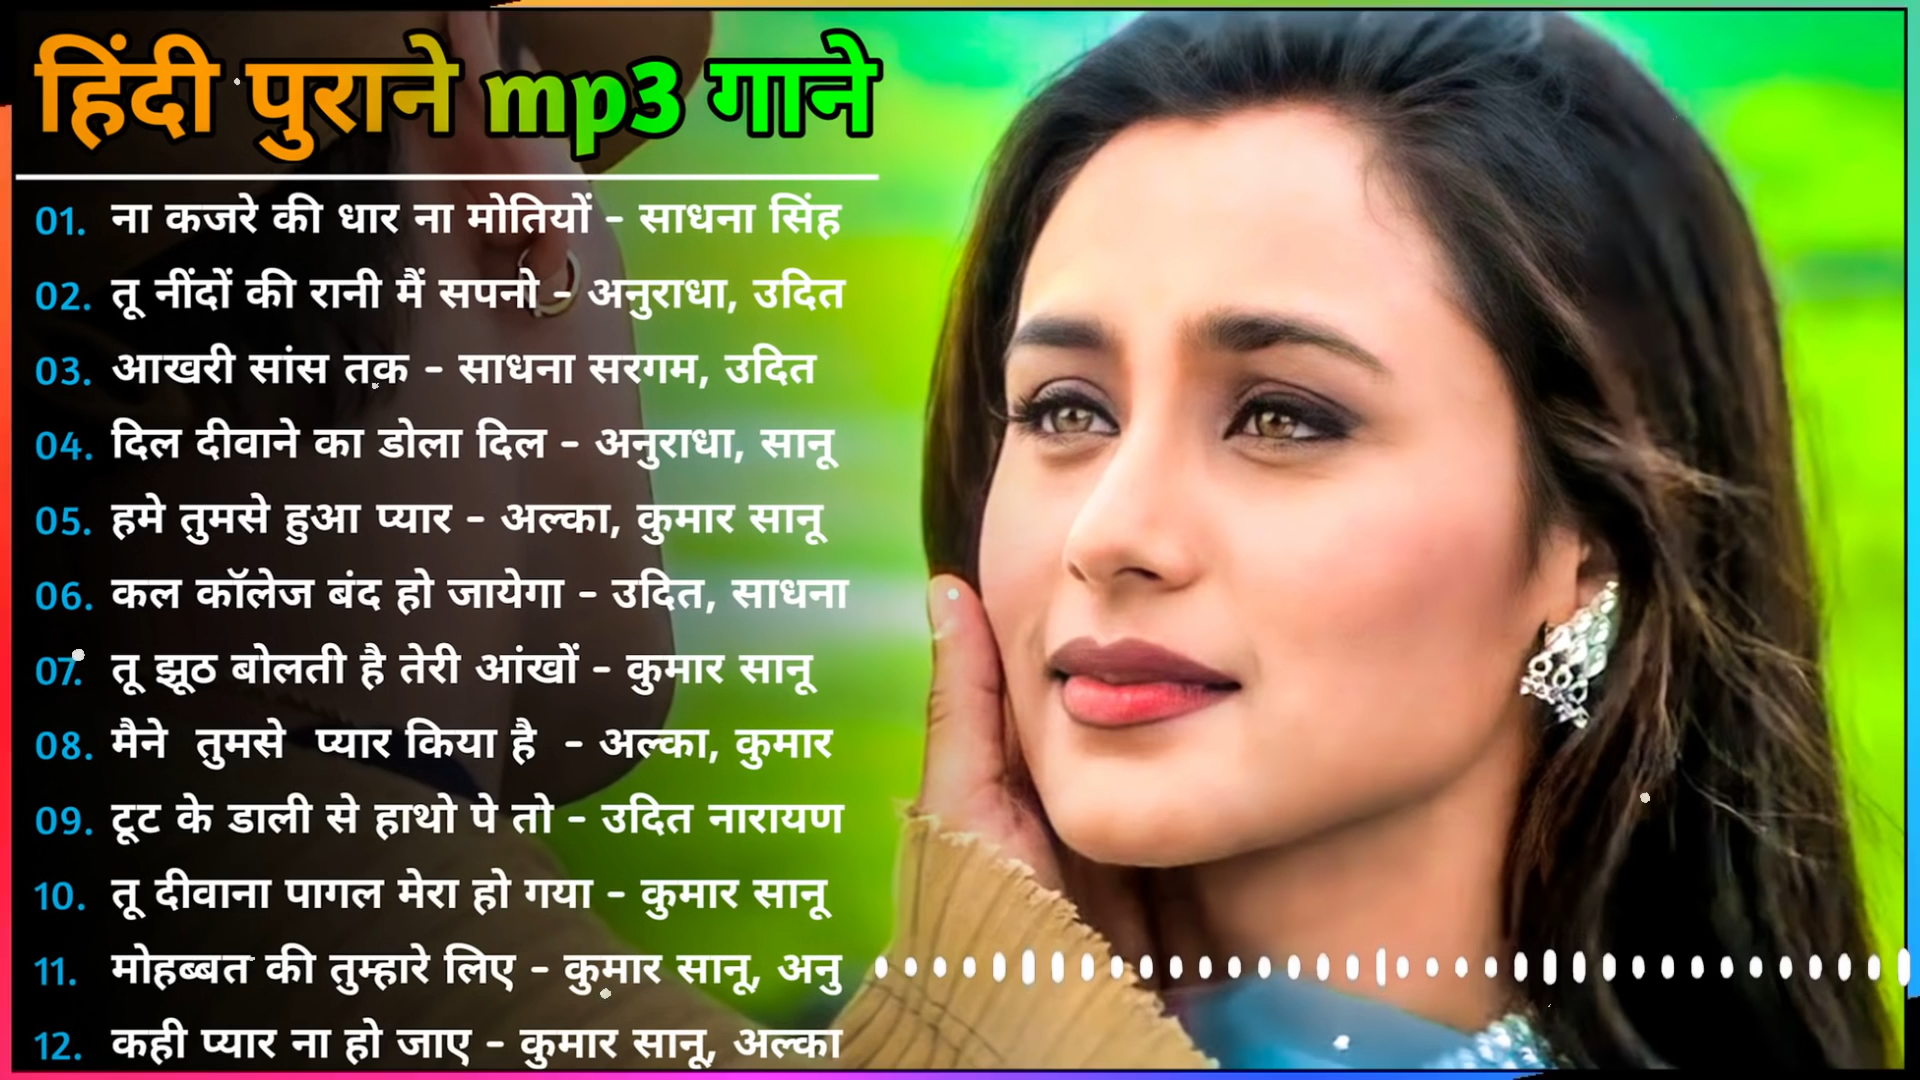 हिंदी पुराने mp3 गाने
01. ना कजरे की धार ना मोतियों - साधना सिंह
02. तू नींदों की रानी मैं सपनो - अनुराधा, उदित
03. आखरी सांस तक - साधना सरगम, उदित
04. दिल दीवाने का डोला दिल - अनुराधा, सानू
05. हमे तुमसे हुआ प्यार - अल्का, कुमार सानू
06. कल कॉलेज बंद हो जायेगा - उदित, साधना
07. तू झूठ बोलती है तेरी आंखों - कुमार सानू
08. मैने तुमसे प्यार किया है - अल्का, कुमार
09. टूट के डाली से हाथो पे तो - उदित नारायण
10. तू दीवाना पागल मेरा हो गया - कुमार सानू
11. मोहब्बत की तुम्हारे लिए - कुमार सानू, अनु
12. कही प्यार ना हो जाए - कुमार सानू, अल्का